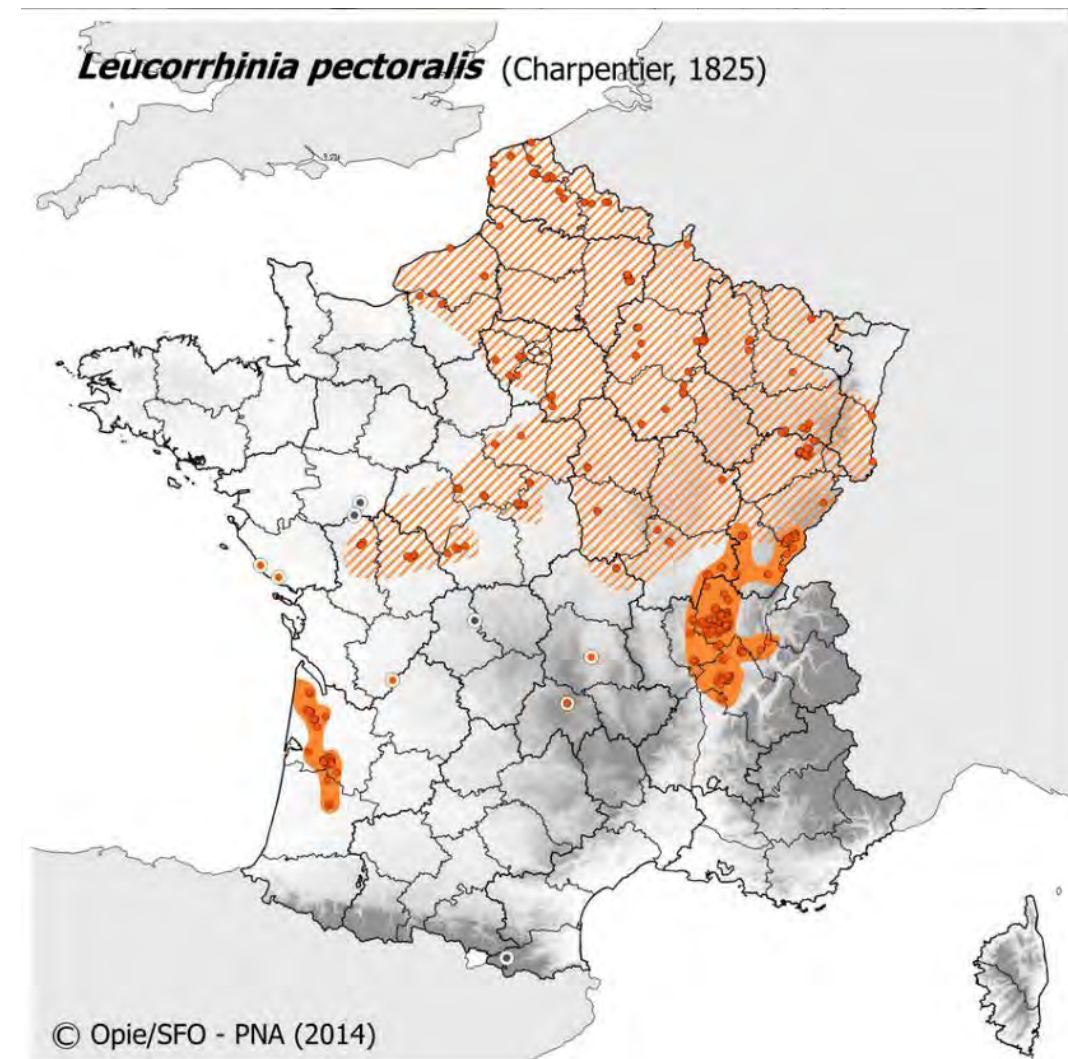 Leucorrhinia pectoralis (Charpentier, 1825)
© Opie/SFO - PNA (2014)